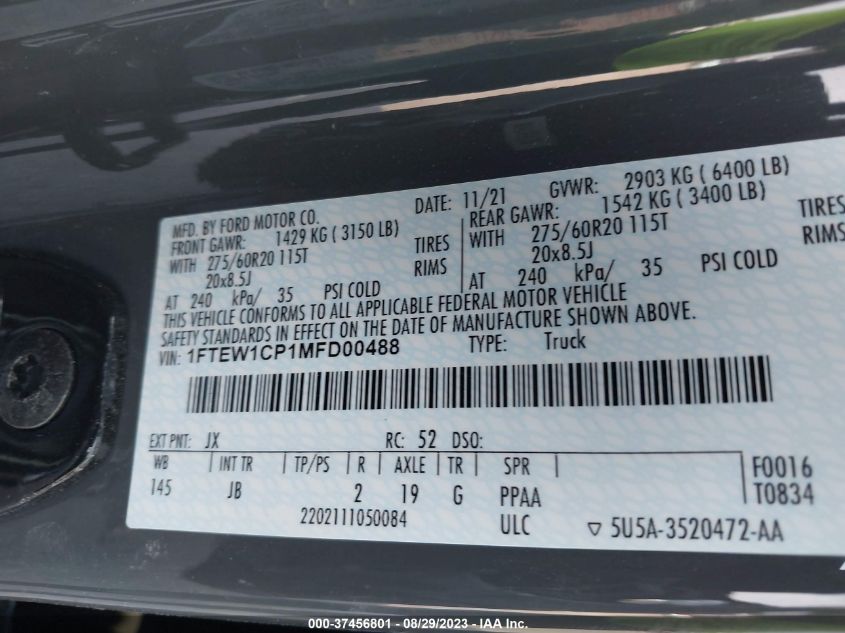 MFD. BY FORD MOTOR CO.
DATE: 11/21 GVWR: 2903 KG ( 6400 LB)
FRONT GAWR: 1429 KG ( 3150 LB)
REAR GAWR: 1542 KG ( 3400 LB)
WITH 275/60R20 115T TIRES
WITH 275/60R20 115T TIRES
20x8.5J RIMS
20x8.5J RIMS
AT 240 kPa/ 35 PSI COLD
AT 240 kPa/ 35 PSI COLD
THIS VEHICLE CONFORMS TO ALL APPLICABLE FEDERAL MOTOR VEHICLE
SAFETY STANDARDS IN EFFECT ON THE DATE OF MANUFACTURE SHOWN ABOVE.
VIN: 1FTEW1CP1MFD00488 TYPE: Truck
EXT PNT: JX RC: 52 DSO:
WB INT TR TP/PS R AXLE TR SPR F0016
145 JB 2 19 G PPAA T0834
2202111050084 ULC ▽ 5U5A-3520472-AA
000-37456801 - 08/29/2023 - IAA Inc.